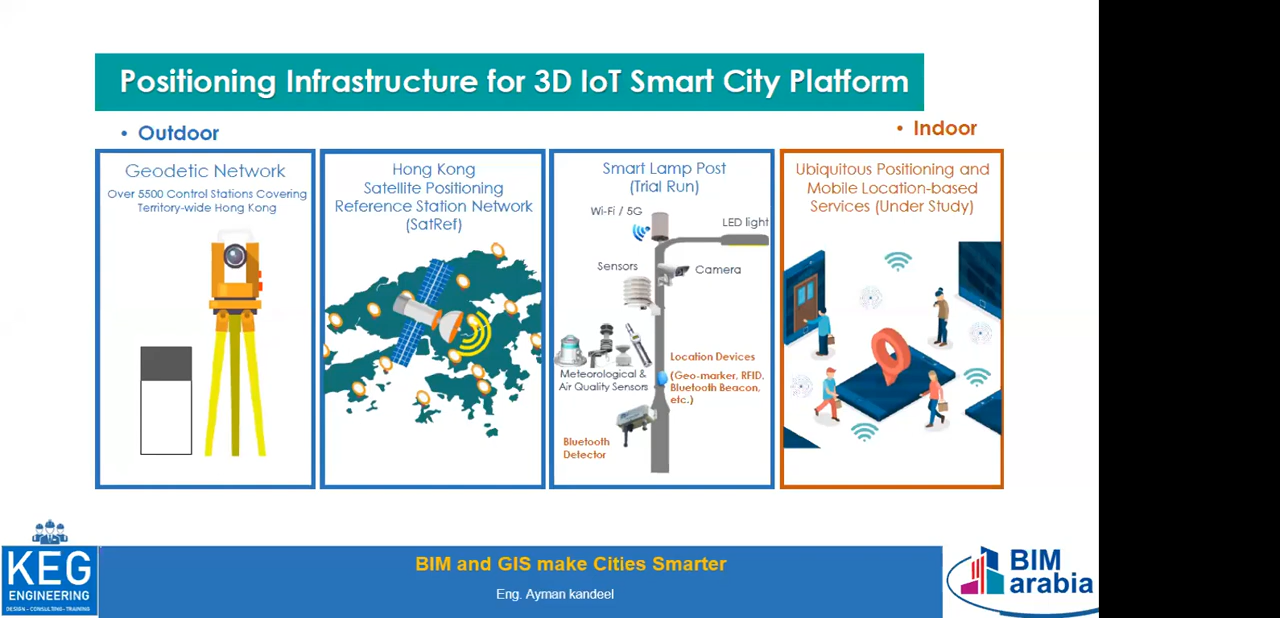 Positioning Infrastructure for 3D IoT Smart City Platform
• Outdoor
• Indoor
Geodetic Network
Over 5500 Control Stations Covering
Territory-wide Hong Kong
Hong Kong
Satellite Positioning
Reference Station Network
(SatRef)
Smart Lamp Post
(Trial Run)
Wi-Fi / 5G
LED light
Sensors
Camera
Meteorological &
Air Quality Sensors
Location Devices
(Geo-marker, RFID,
Bluetooth Beacon,
etc.)
Bluetooth
Detector
Ubiquitous Positioning and
Mobile Location-based
Services (Under Study)
KEG
ENGINEERING
DESIGN - CONSULTING - TRAINING
BIM and GIS make Cities Smarter
Eng. Ayman kandeel
BIM
arabia